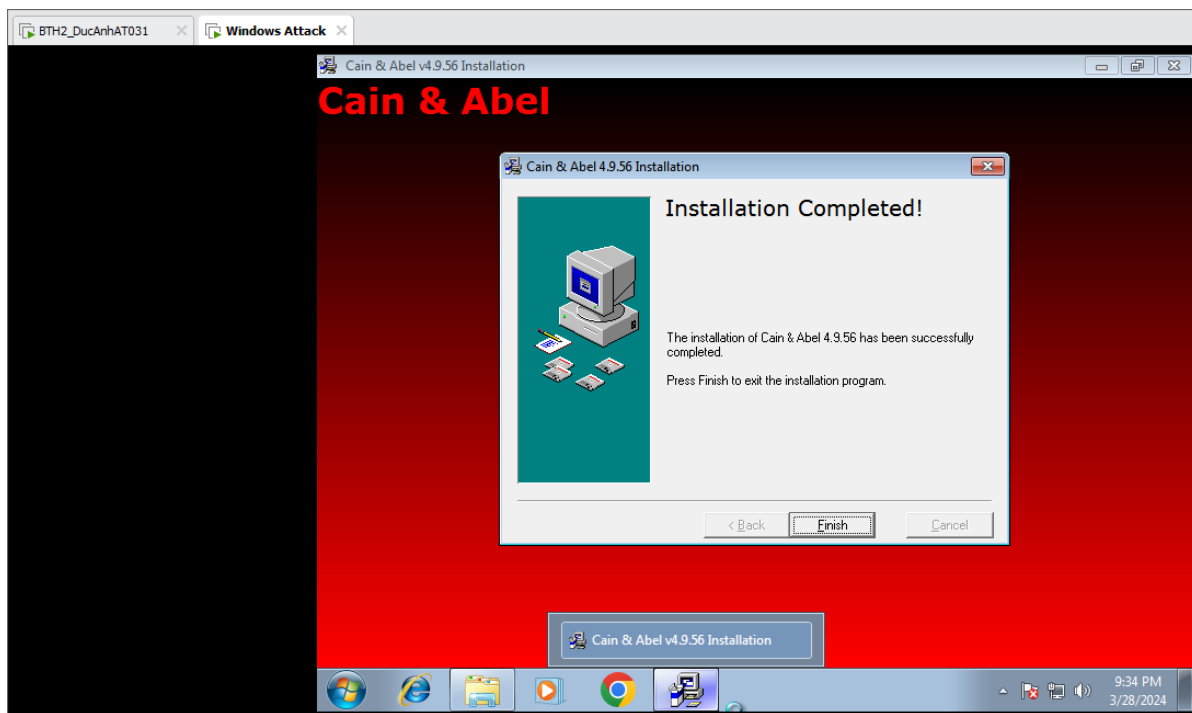 BTH2_DucAnhAT031
Windows Attack
Cain & Abel v4.9.56 Installation
Cain & Abel
Cain & Abel 4.9.56 Installation
Installation Completed!
The installation of Cain & Abel 4.9.56 has been successfully
completed.
Press Finish to exit the installation program.
< Back
Finish
Cancel
Cain & Abel v4.9.56 Installation
9:34 PM
3/28/2024